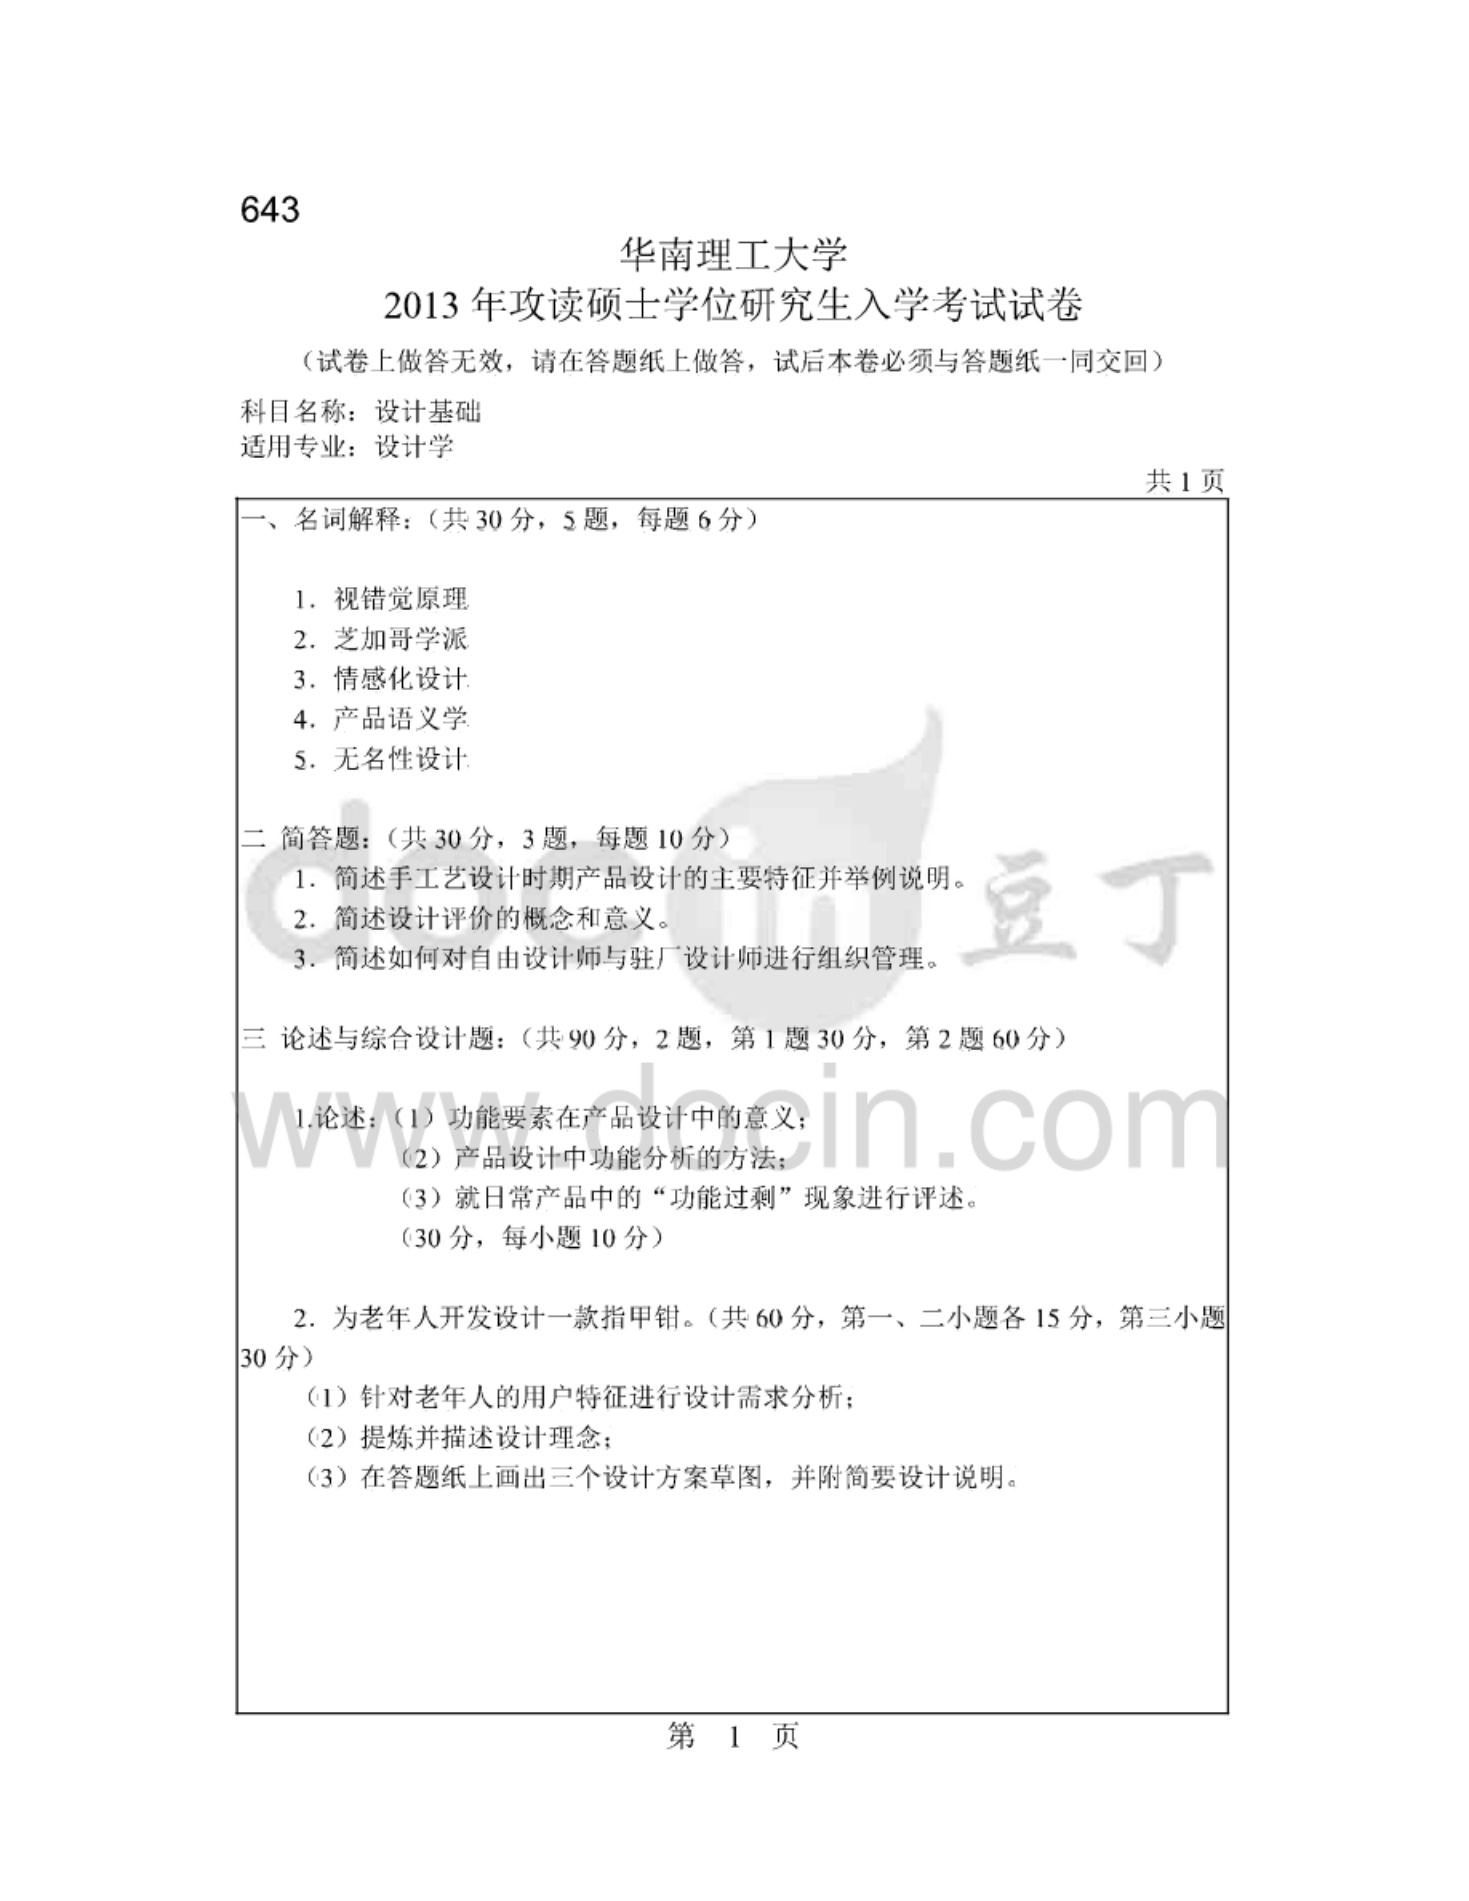 643
华南理工大学
2013 年攻读硕士学位研究生入学考试试卷
（试卷上做答无效，请在答题纸上做答，试后本卷必须与答题纸一同交回）
科目名称：设计基础
适用专业：设计学
共 1 页
一、名词解释：（共 30 分，5 题，每题 6 分）
1．视错觉原理
2．芝加哥学派
3．情感化设计
4．产品语义学
5．无名性设计
二 简答题：（共 30 分，3 题，每题 10 分）
1．简述手工艺设计时期产品设计的主要特征并举例说明。
2．简述设计评价的概念和意义。
3．简述如何对自由设计师与驻厂设计师进行组织管理。
docin 豆丁
三 论述与综合设计题：（共 90 分，2 题，第 1 题 30 分，第 2 题 60 分）
www.docin.com
1.论述：（1）功能要素在产品设计中的意义；
（2）产品设计中功能分析的方法；
（3）就日常产品中的“功能过剩”现象进行评述。
（30 分，每小题 10 分）
2．为老年人开发设计一款指甲钳。（共 60 分，第一、二小题各 15 分，第三小题
30 分）
（1）针对老年人的用户特征进行设计需求分析；
（2）提炼并描述设计理念；
（3）在答题纸上画出三个设计方案草图，并附简要设计说明。
第 1 页